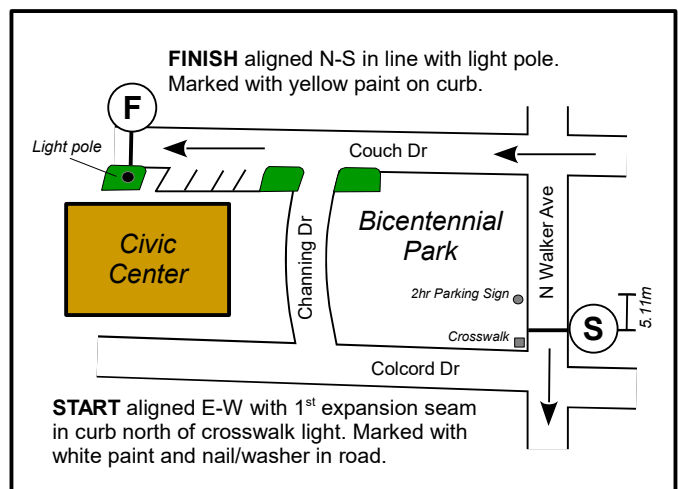 FINISH aligned N-S in line with light pole.
Marked with yellow paint on curb.
F
Light pole
Couch Dr
Civic
Center
Channing Dr
Bicentennial
Park
N Walker Ave
2hr Parking Sign
5.11m
S
Crosswalk
Colcord Dr
START aligned E-W with 1st expansion seam
in curb north of crosswalk light. Marked with
white paint and nail/washer in road.